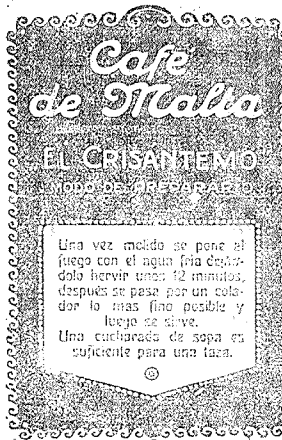 Café
de Malta
EL CRISANTEMO
MODO DE PREPARARLO
Una vez molido se pone al
fuego con el agua fria deján-
dolo hervir unos 12 minutos,
después se pasa por un cola-
dor lo mas fino posible y
luego se sirve.
Una cucharada de sopa es
suficiente para una taza.